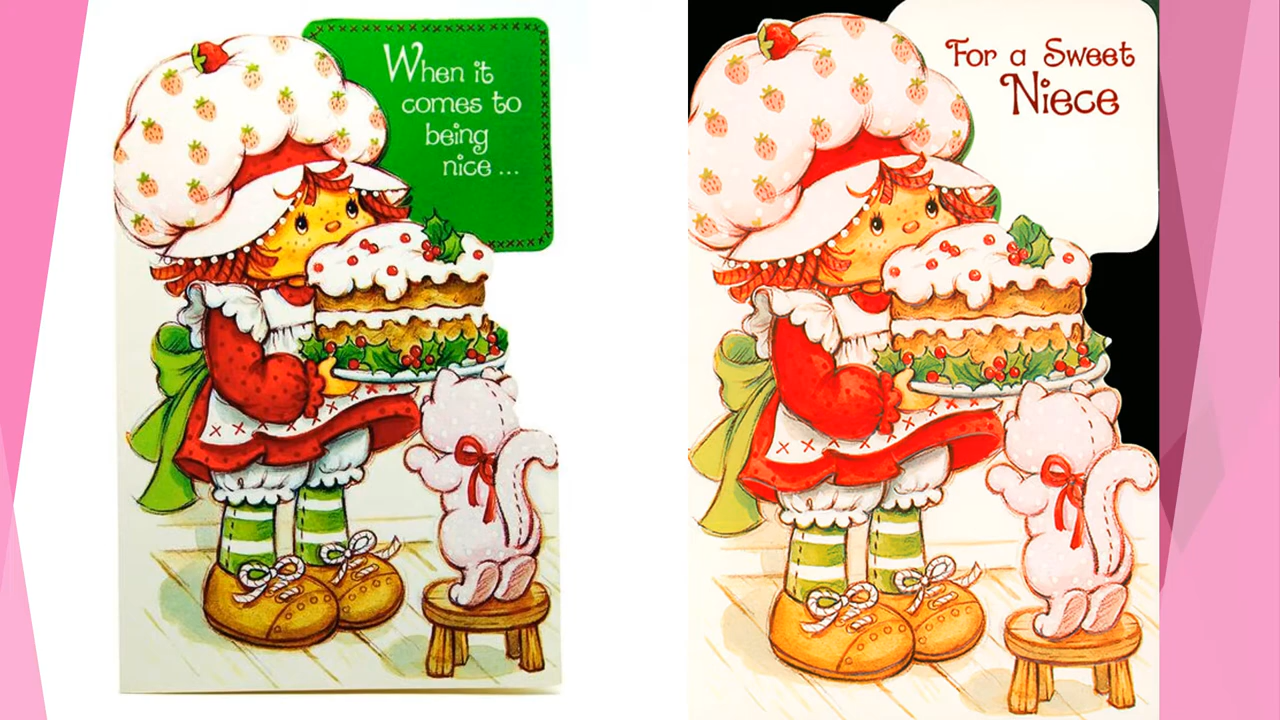 When it
comes to
being
nice ...
For a Sweet
Niece